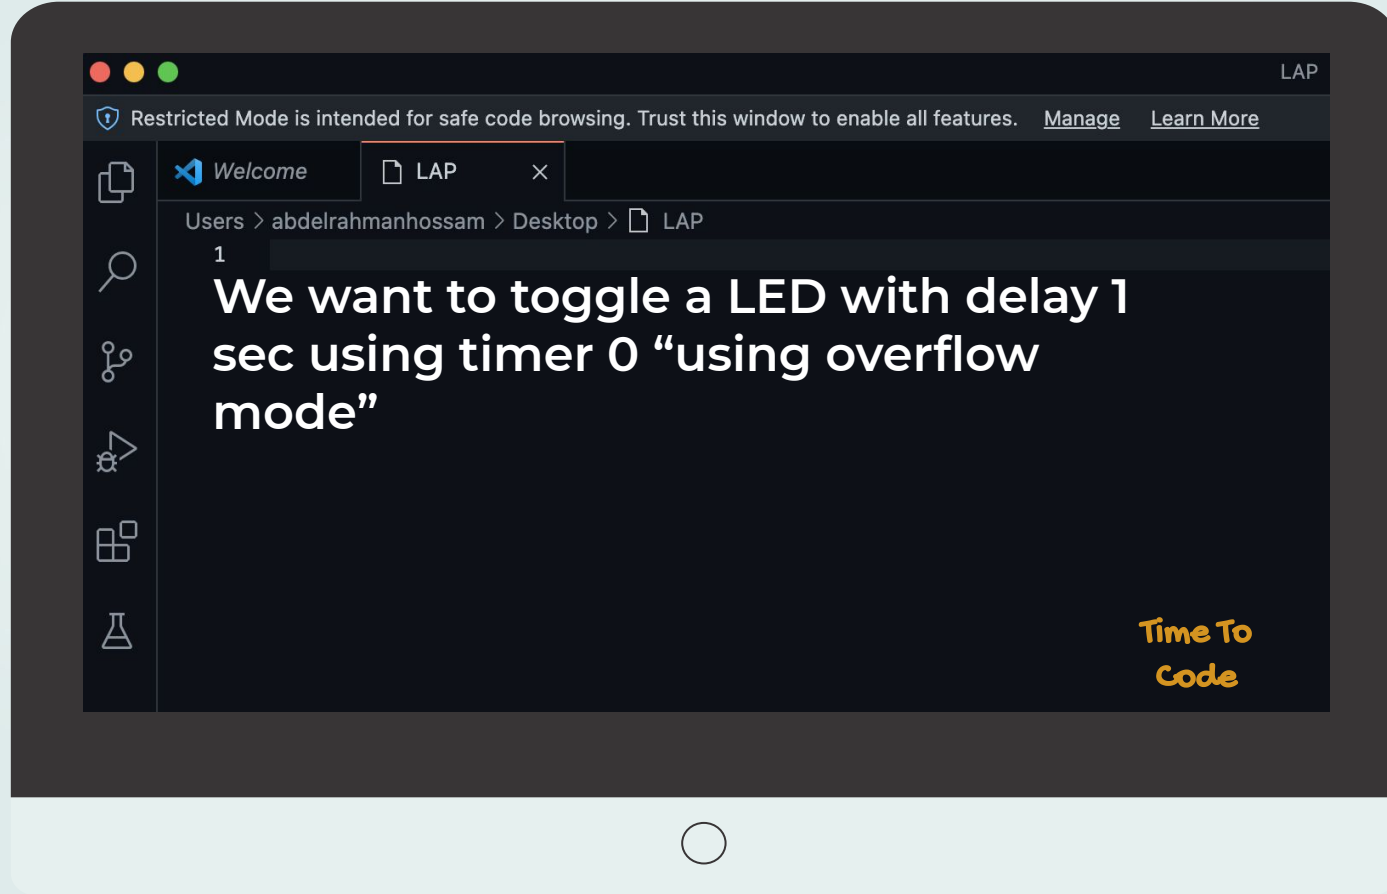 LAP
Restricted Mode is intended for safe code browsing. Trust this window to enable all features. Manage Learn More
Welcome LAP
Users > abdelrahmanhossam > Desktop > LAP
1
We want to toggle a LED with delay 1
sec using timer 0 “using overflow
mode”
Time To
Code